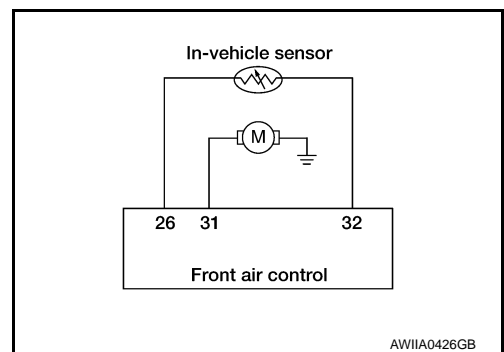 In-vehicle sensor
M
26 31 32
Front air control
AWIIA0426GB